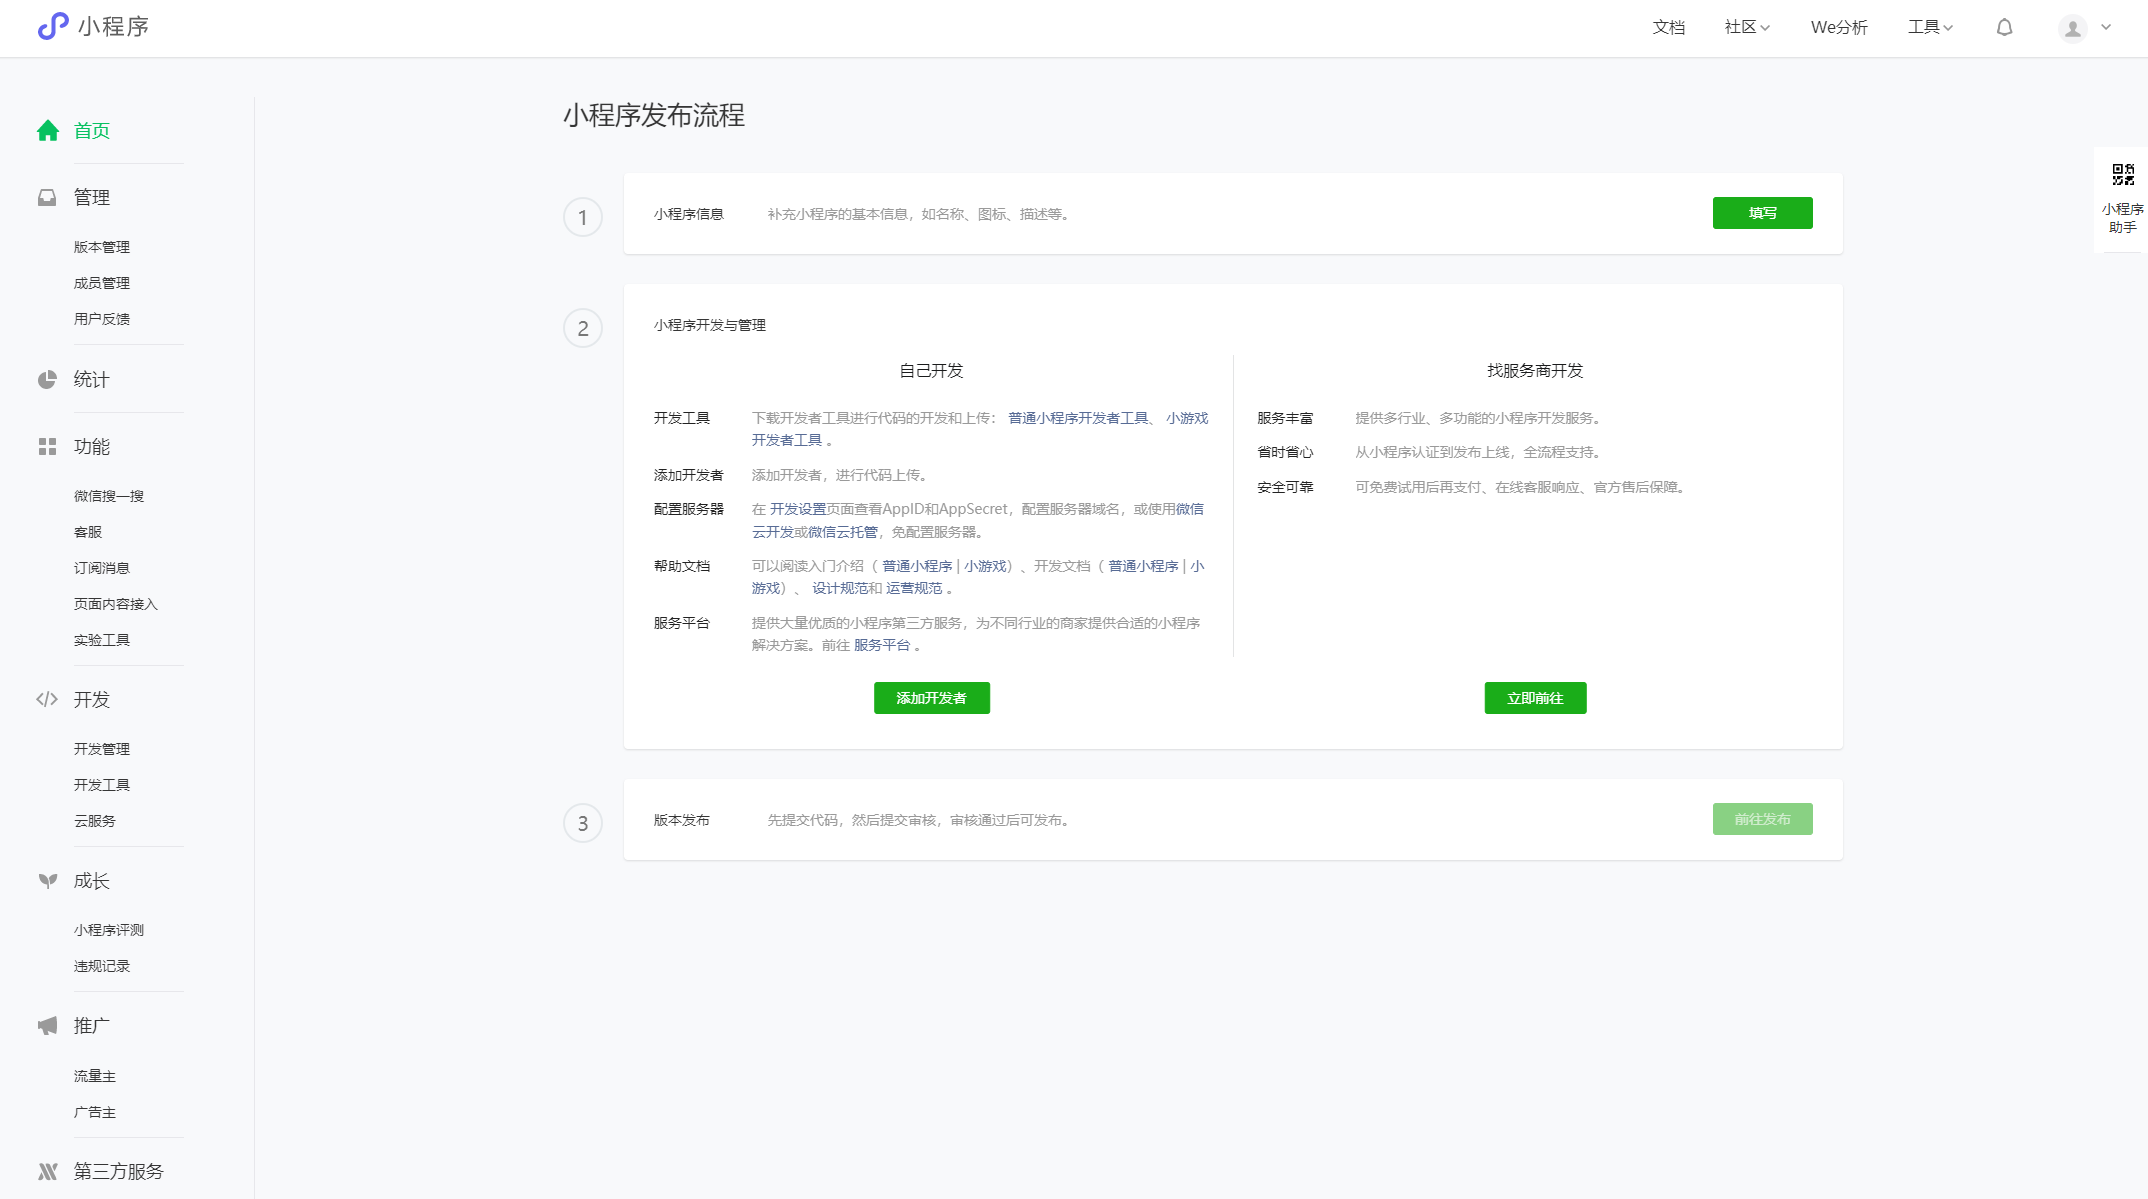 小程序
文档
社区
We分析
工具
首页
管理
版本管理
成员管理
用户反馈
统计
功能
微信搜一搜
客服
订阅消息
页面内容接入
实验工具
开发
开发管理
开发工具
云服务
成长
小程序评测
违规记录
推广
流量主
广告主
第三方服务
小程序发布流程
1
小程序信息 补充小程序的基本信息，如名称、图标、描述等。
填写
2
小程序开发与管理
自己开发
开发工具 下载开发者工具进行代码的开发和上传： 普通小程序开发者工具、 小游戏
开发者工具 。
添加开发者 添加开发者，进行代码上传。
配置服务器 在 开发设置页面查看AppID和AppSecret，配置服务器域名，或使用微信
云开发或微信云托管，免配置服务器。
帮助文档 可以阅读入门介绍（ 普通小程序 | 小游戏）、开发文档（ 普通小程序 | 小
游戏）、 设计规范和 运营规范 。
服务平台 提供大量优质的小程序第三方服务，为不同行业的商家提供合适的小程序
解决方案。前往 服务平台 。
添加开发者
找服务商开发
服务丰富 提供多行业、多功能的小程序开发服务。
省时省心 从小程序认证到发布上线，全流程支持。
安全可靠 可免费试用后再支付、在线客服响应、官方售后保障。
立即前往
3
版本发布 先提交代码，然后提交审核，审核通过后可发布。
前往发布
小程序
助手